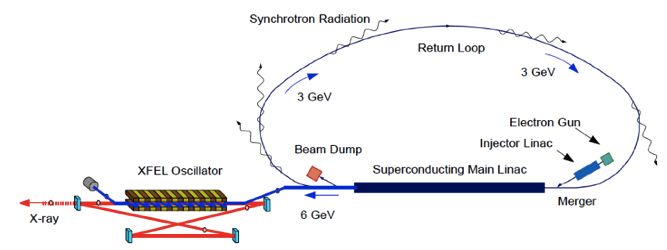 Synchrotron Radiation
Return Loop
3 GeV
3 GeV
Electron Gun
Injector Linac
Beam Dump
XFEL Oscillator
Superconducting Main Linac
X-ray
6 GeV
Merger